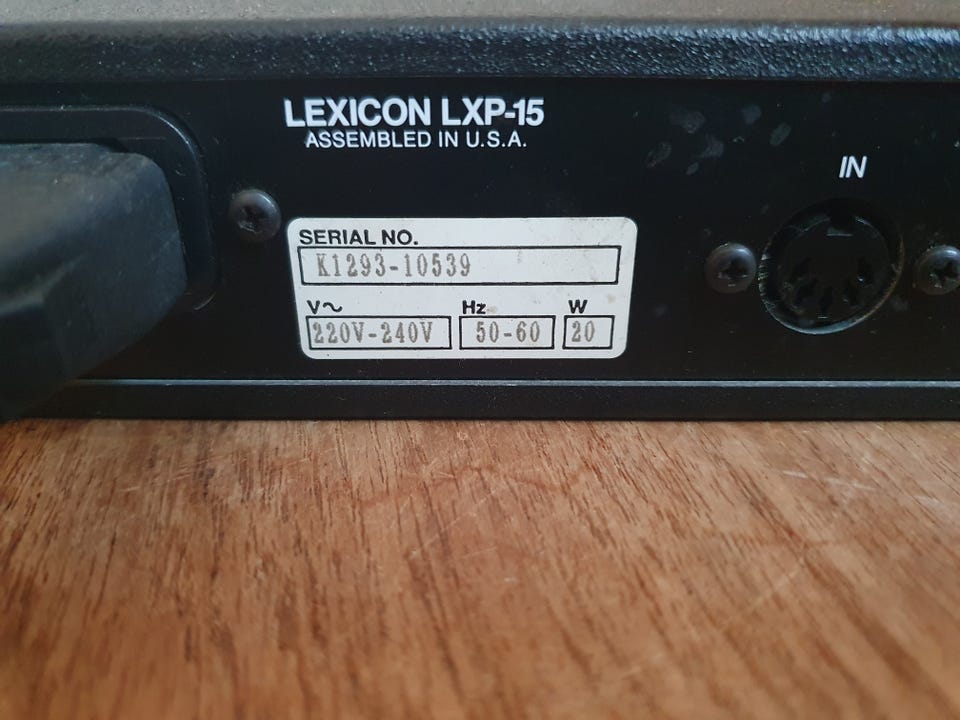 LEXICON LXP-15
ASSEMBLED IN U.S.A.
IN
SERIAL NO.
K1293-10539
V~ Hz W
220V-240V 50-60 20